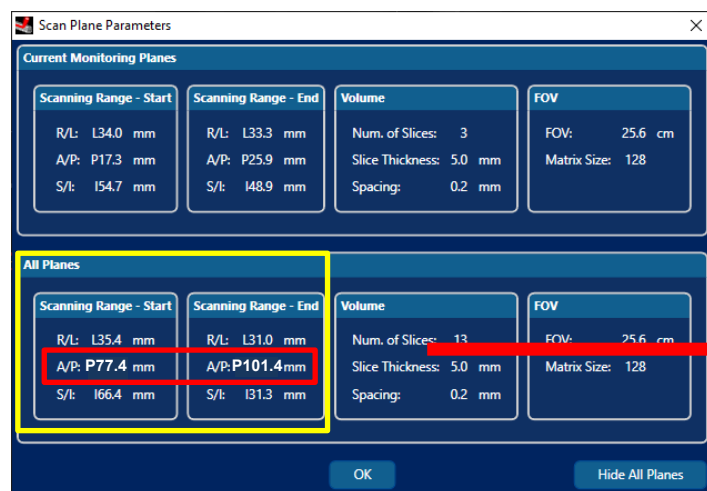 Scan Plane Parameters
Current Monitoring Planes
Scanning Range - Start Scanning Range - End Volume FOV
R/L: L34.0 mm R/L: L33.3 mm Num. of Slices: 3 FOV: 25.6 cm
A/P: P17.3 mm A/P: P25.9 mm Slice Thickness: 5.0 mm Matrix Size: 128
S/I: I54.7 mm S/I: I48.9 mm Spacing: 0.2 mm
All Planes
Scanning Range - Start Scanning Range - End Volume FOV
R/L: L35.4 mm R/L: L31.0 mm Num. of Slices: 13 FOV: 25.6 cm
A/P: P77.4 mm A/P: P101.4 mm Slice Thickness: 5.0 mm Matrix Size: 128
S/I: I66.4 mm S/I: I31.3 mm Spacing: 0.2 mm
OK Hide All Planes